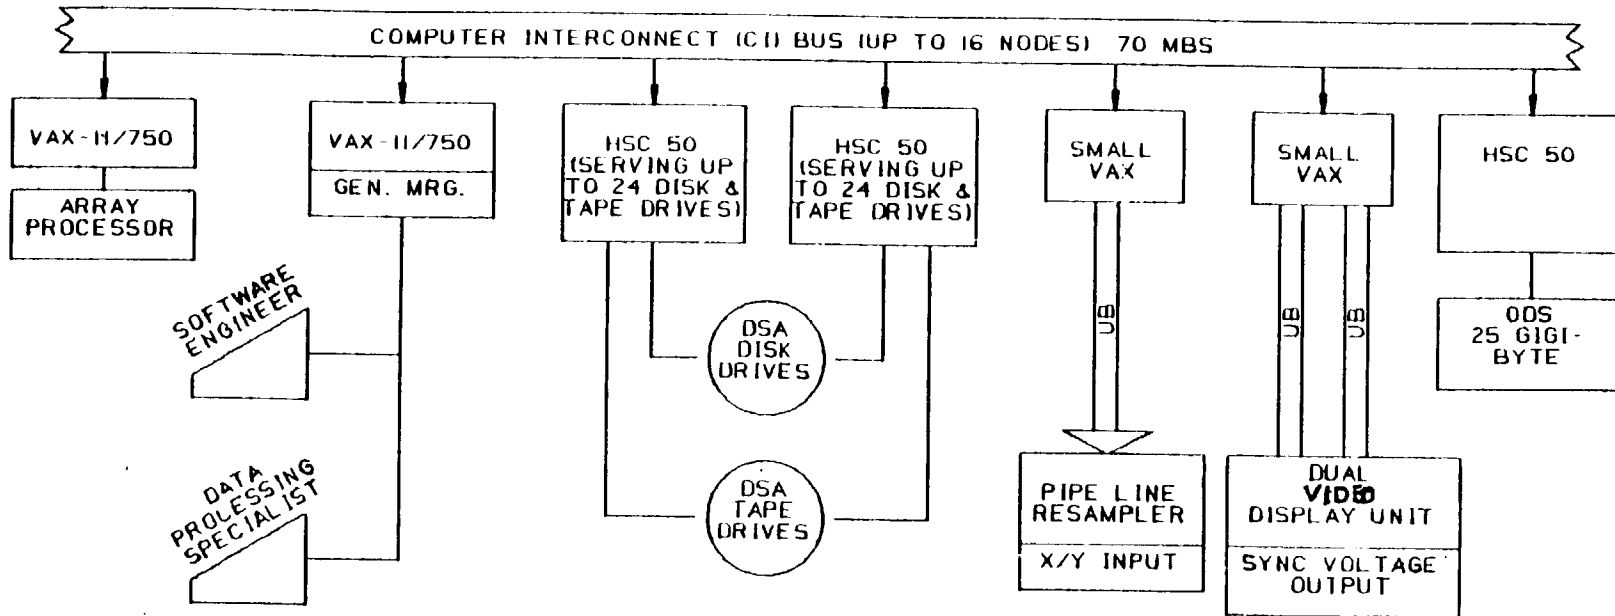 COMPUTER INTERCONNECT (CI) BUS (UP TO 16 NODES) 70 MBS
VAX-11/750
ARRAY
PROCESSOR
VAX-11/750
GEN. MRG.
HSC 50
(SERVING UP
TO 24 DISK &
TAPE DRIVES)
HSC 50
(SERVING UP
TO 24 DISK &
TAPE DRIVES)
SMALL
VAX
SMALL
VAX
HSC 50
SOFTWARE
ENGINEER
DATA
PROLESSING
SPECIALIST
DSA
DISK
DRIVES
DSA
TAPE
DRIVES
UB
UB
UB
ODS
25 GIGI-
BYTE
PIPE LINE
RESAMPLER
X/Y INPUT
DUAL
VIDEO
DISPLAY UNIT
SYNC VOLTAGE
OUTPUT